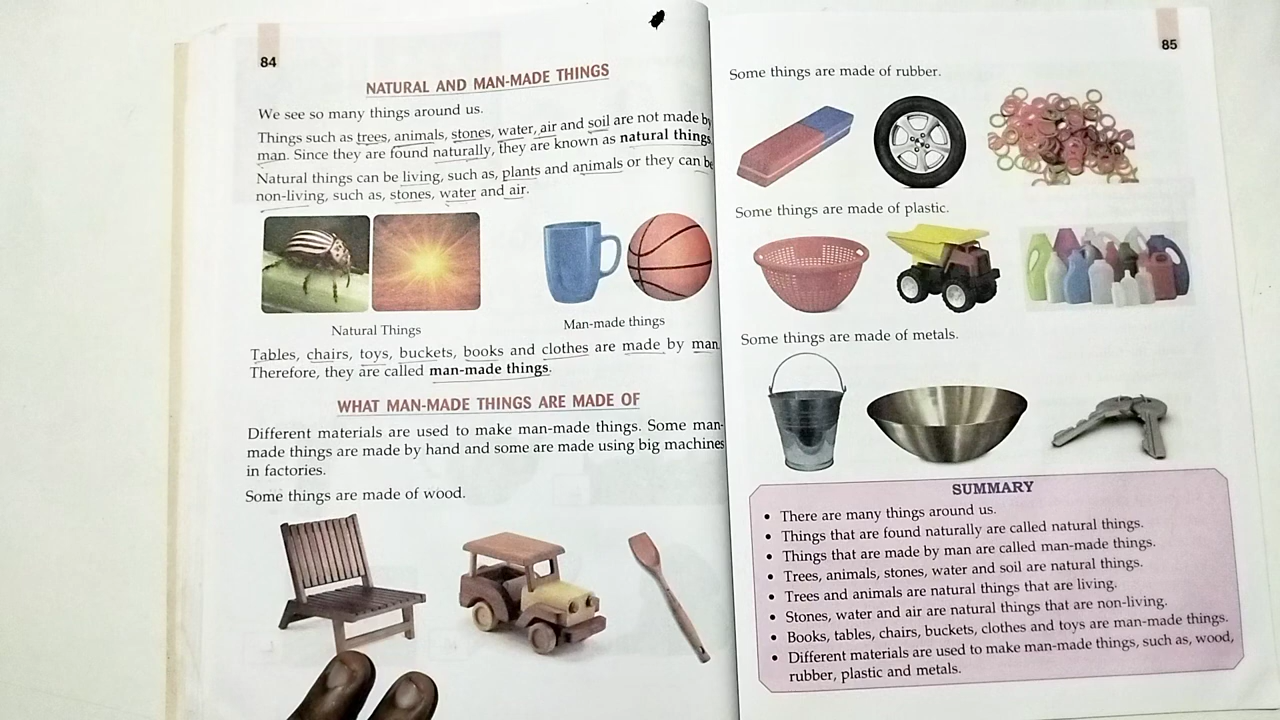 84
NATURAL AND MAN-MADE THINGS
We see so many things around us.
Things such as trees, animals, stones, water, air and soil are not made by
man. Since they are found naturally, they are known as natural things
Natural things can be living, such as, plants and animals or they can be
non-living, such as, stones, water and air.
Natural Things
Man-made things
Tables, chairs, toys, buckets, books and clothes are made by man.
Therefore, they are called man-made things.
WHAT MAN-MADE THINGS ARE MADE OF
Different materials are used to make man-made things. Some man-
made things are made by hand and some are made using big machines
in factories.
Some things are made of wood.
85
Some things are made of rubber.
Some things are made of plastic.
Some things are made of metals.
SUMMARY
• There are many things around us.
• Things that are found naturally are called natural things.
• Things that are made by man are called man-made things.
• Trees, animals, stones, water and soil are natural things.
• Trees and animals are natural things that are living.
• Stones, water and air are natural things that are non-living.
• Books, tables, chairs, buckets, clothes and toys are man-made things.
• Different materials are used to make man-made things, such as, wood,
rubber, plastic and metals.